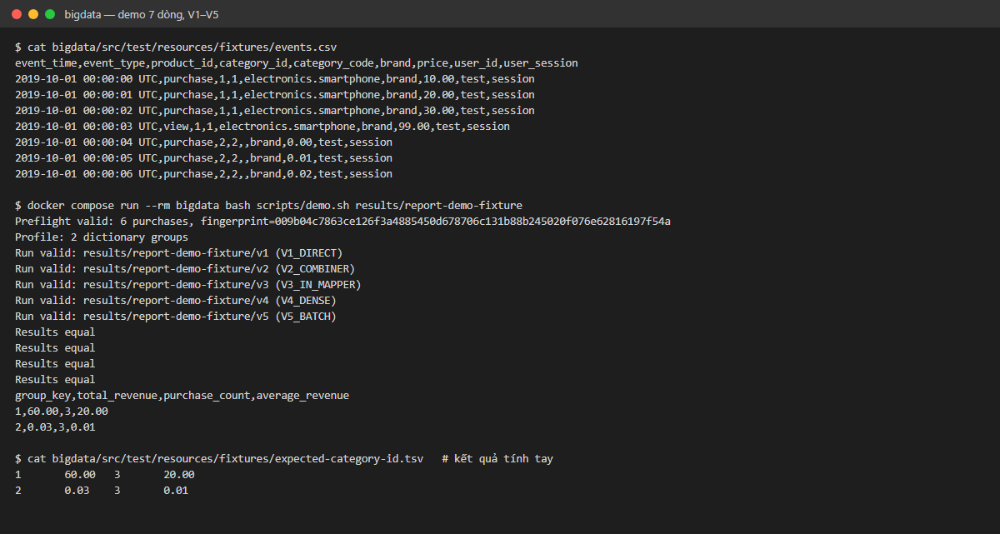 bigdata — demo 7 dòng, V1–V5
$ cat bigdata/src/test/resources/fixtures/events.csv
event_time,event_type,product_id,category_id,category_code,brand,price,user_id,user_session
2019-10-01 00:00:00 UTC,purchase,1,1,electronics.smartphone,brand,10.00,test,session
2019-10-01 00:00:01 UTC,purchase,1,1,electronics.smartphone,brand,20.00,test,session
2019-10-01 00:00:02 UTC,purchase,1,1,electronics.smartphone,brand,30.00,test,session
2019-10-01 00:00:03 UTC,view,1,1,electronics.smartphone,brand,99.00,test,session
2019-10-01 00:00:04 UTC,purchase,2,2,,brand,0.00,test,session
2019-10-01 00:00:05 UTC,purchase,2,2,,brand,0.01,test,session
2019-10-01 00:00:06 UTC,purchase,2,2,,brand,0.02,test,session
$ docker compose run --rm bigdata bash scripts/demo.sh results/report-demo-fixture
Preflight valid: 6 purchases, fingerprint=009b04c7863ce126f3a4885450d678706c131b88b245020f076e62816197f54a
Profile: 2 dictionary groups
Run valid: results/report-demo-fixture/v1 (V1_DIRECT)
Run valid: results/report-demo-fixture/v2 (V2_COMBINER)
Run valid: results/report-demo-fixture/v3 (V3_IN_MAPPER)
Run valid: results/report-demo-fixture/v4 (V4_DENSE)
Run valid: results/report-demo-fixture/v5 (V5_BATCH)
Results equal
Results equal
Results equal
Results equal
group_key,total_revenue,purchase_count,average_revenue
1,60.00,3,20.00
2,0.03,3,0.01
$ cat bigdata/src/test/resources/fixtures/expected-category-id.tsv   # kết quả tính tay
1       60.00   3       20.00
2       0.03    3       0.01